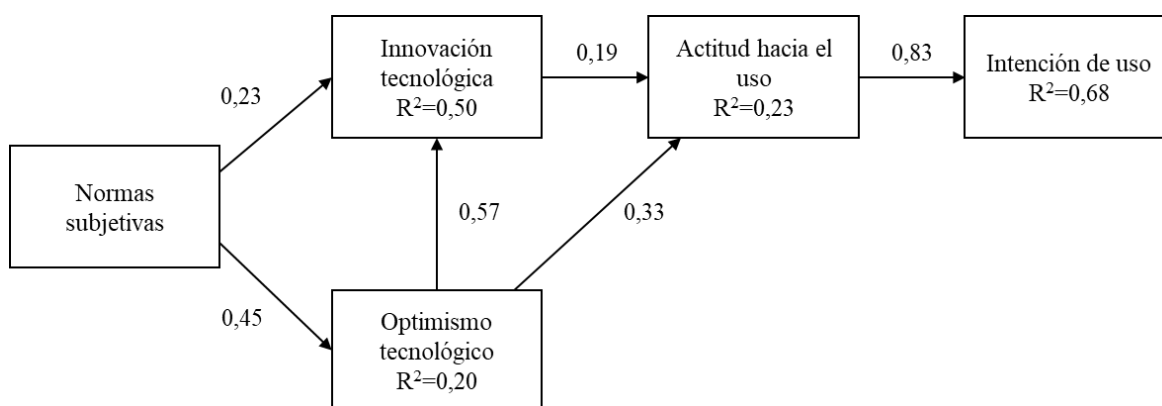 Innovación
tecnológica
R²=0,50
0,19
Actitud hacia el
uso
R²=0,23
0,83
Intención de uso
R²=0,68
0,23
Normas
subjetivas
0,57
0,33
0,45
Optimismo
tecnológico
R²=0,20